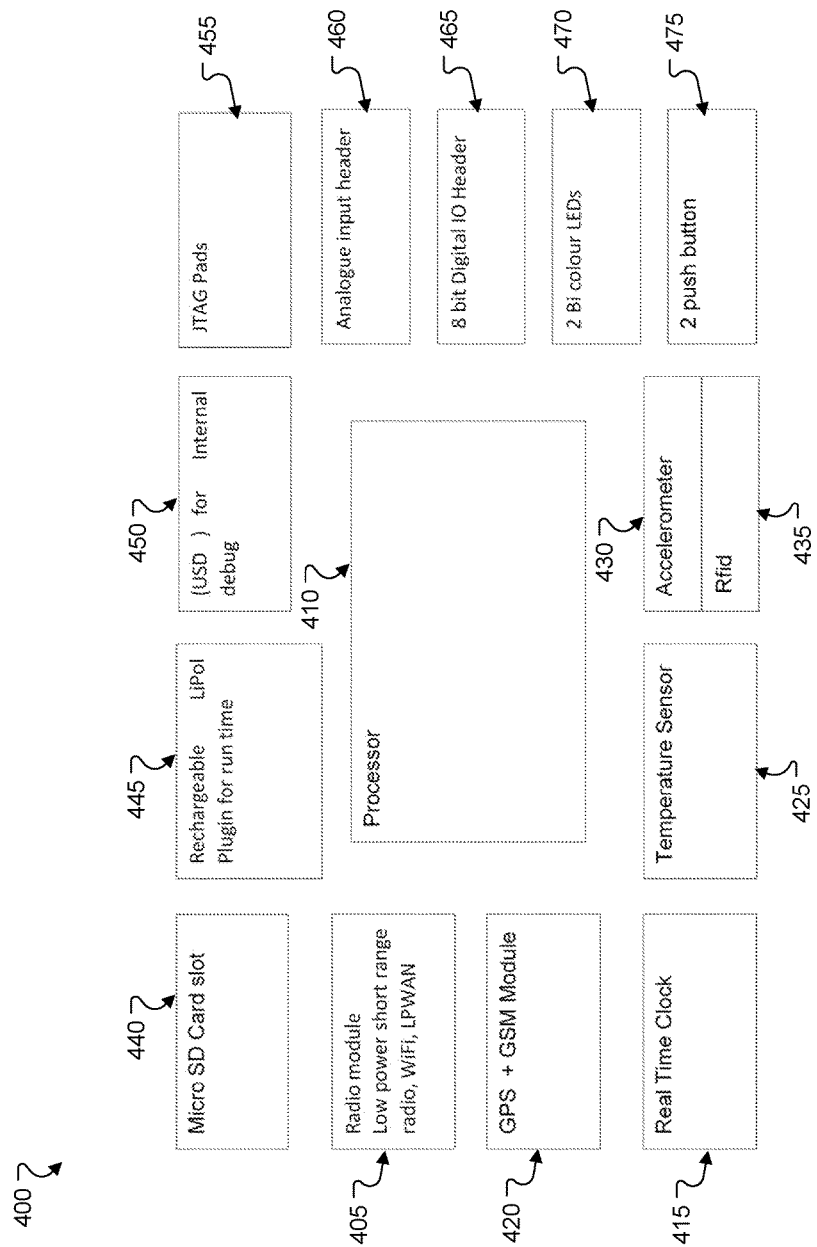 400
440
Micro SD Card slot
445
Rechargeable LiPol
Plugin for run time
450
(USD ) for Internal
debug
455
JTAG Pads
405
Radio module
Low power short range
radio, WiFi, LPWAN
410
Processor
460
Analogue input header
420
GPS + GSM Module
465
8 bit Digital IO Header
470
2 Bi colour LEDs
415
Real Time Clock
Temperature Sensor
425
430
Accelerometer
Rfid
435
475
2 push button